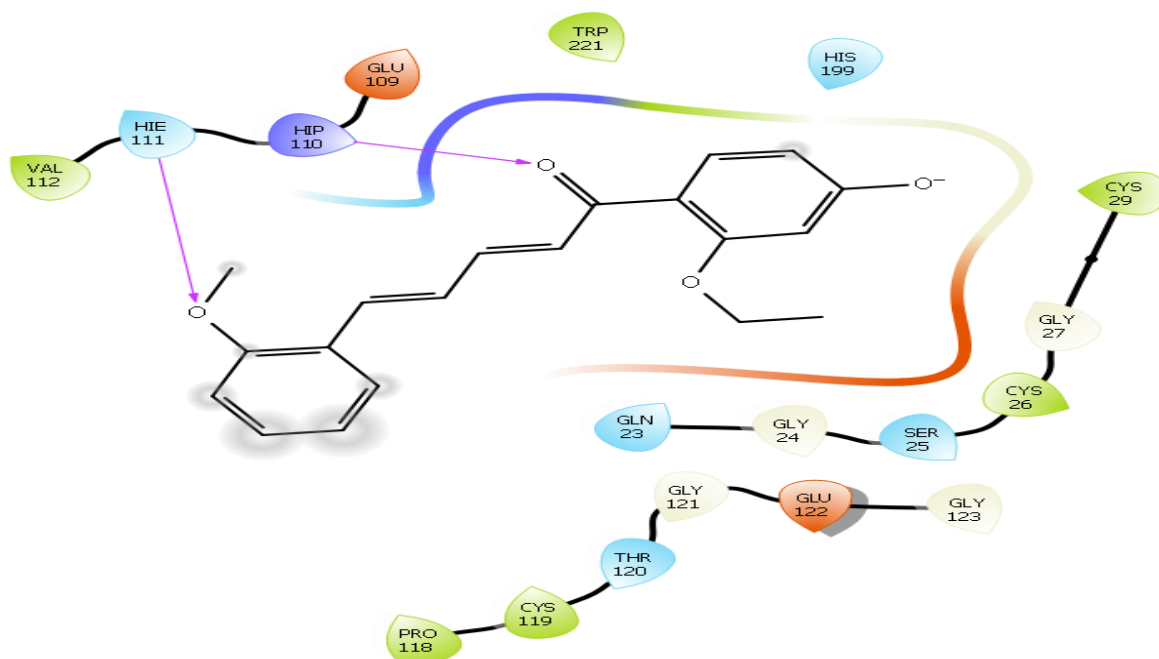 TRP
221
HIS
199
GLU
109
HIE
111
HIP
110
VAL
112
O
O⁻
CYS
29
O
O
GLY
27
CYS
26
GLN
23
GLY
24
SER
25
GLY
121
GLU
122
GLY
123
THR
120
CYS
119
PRO
118